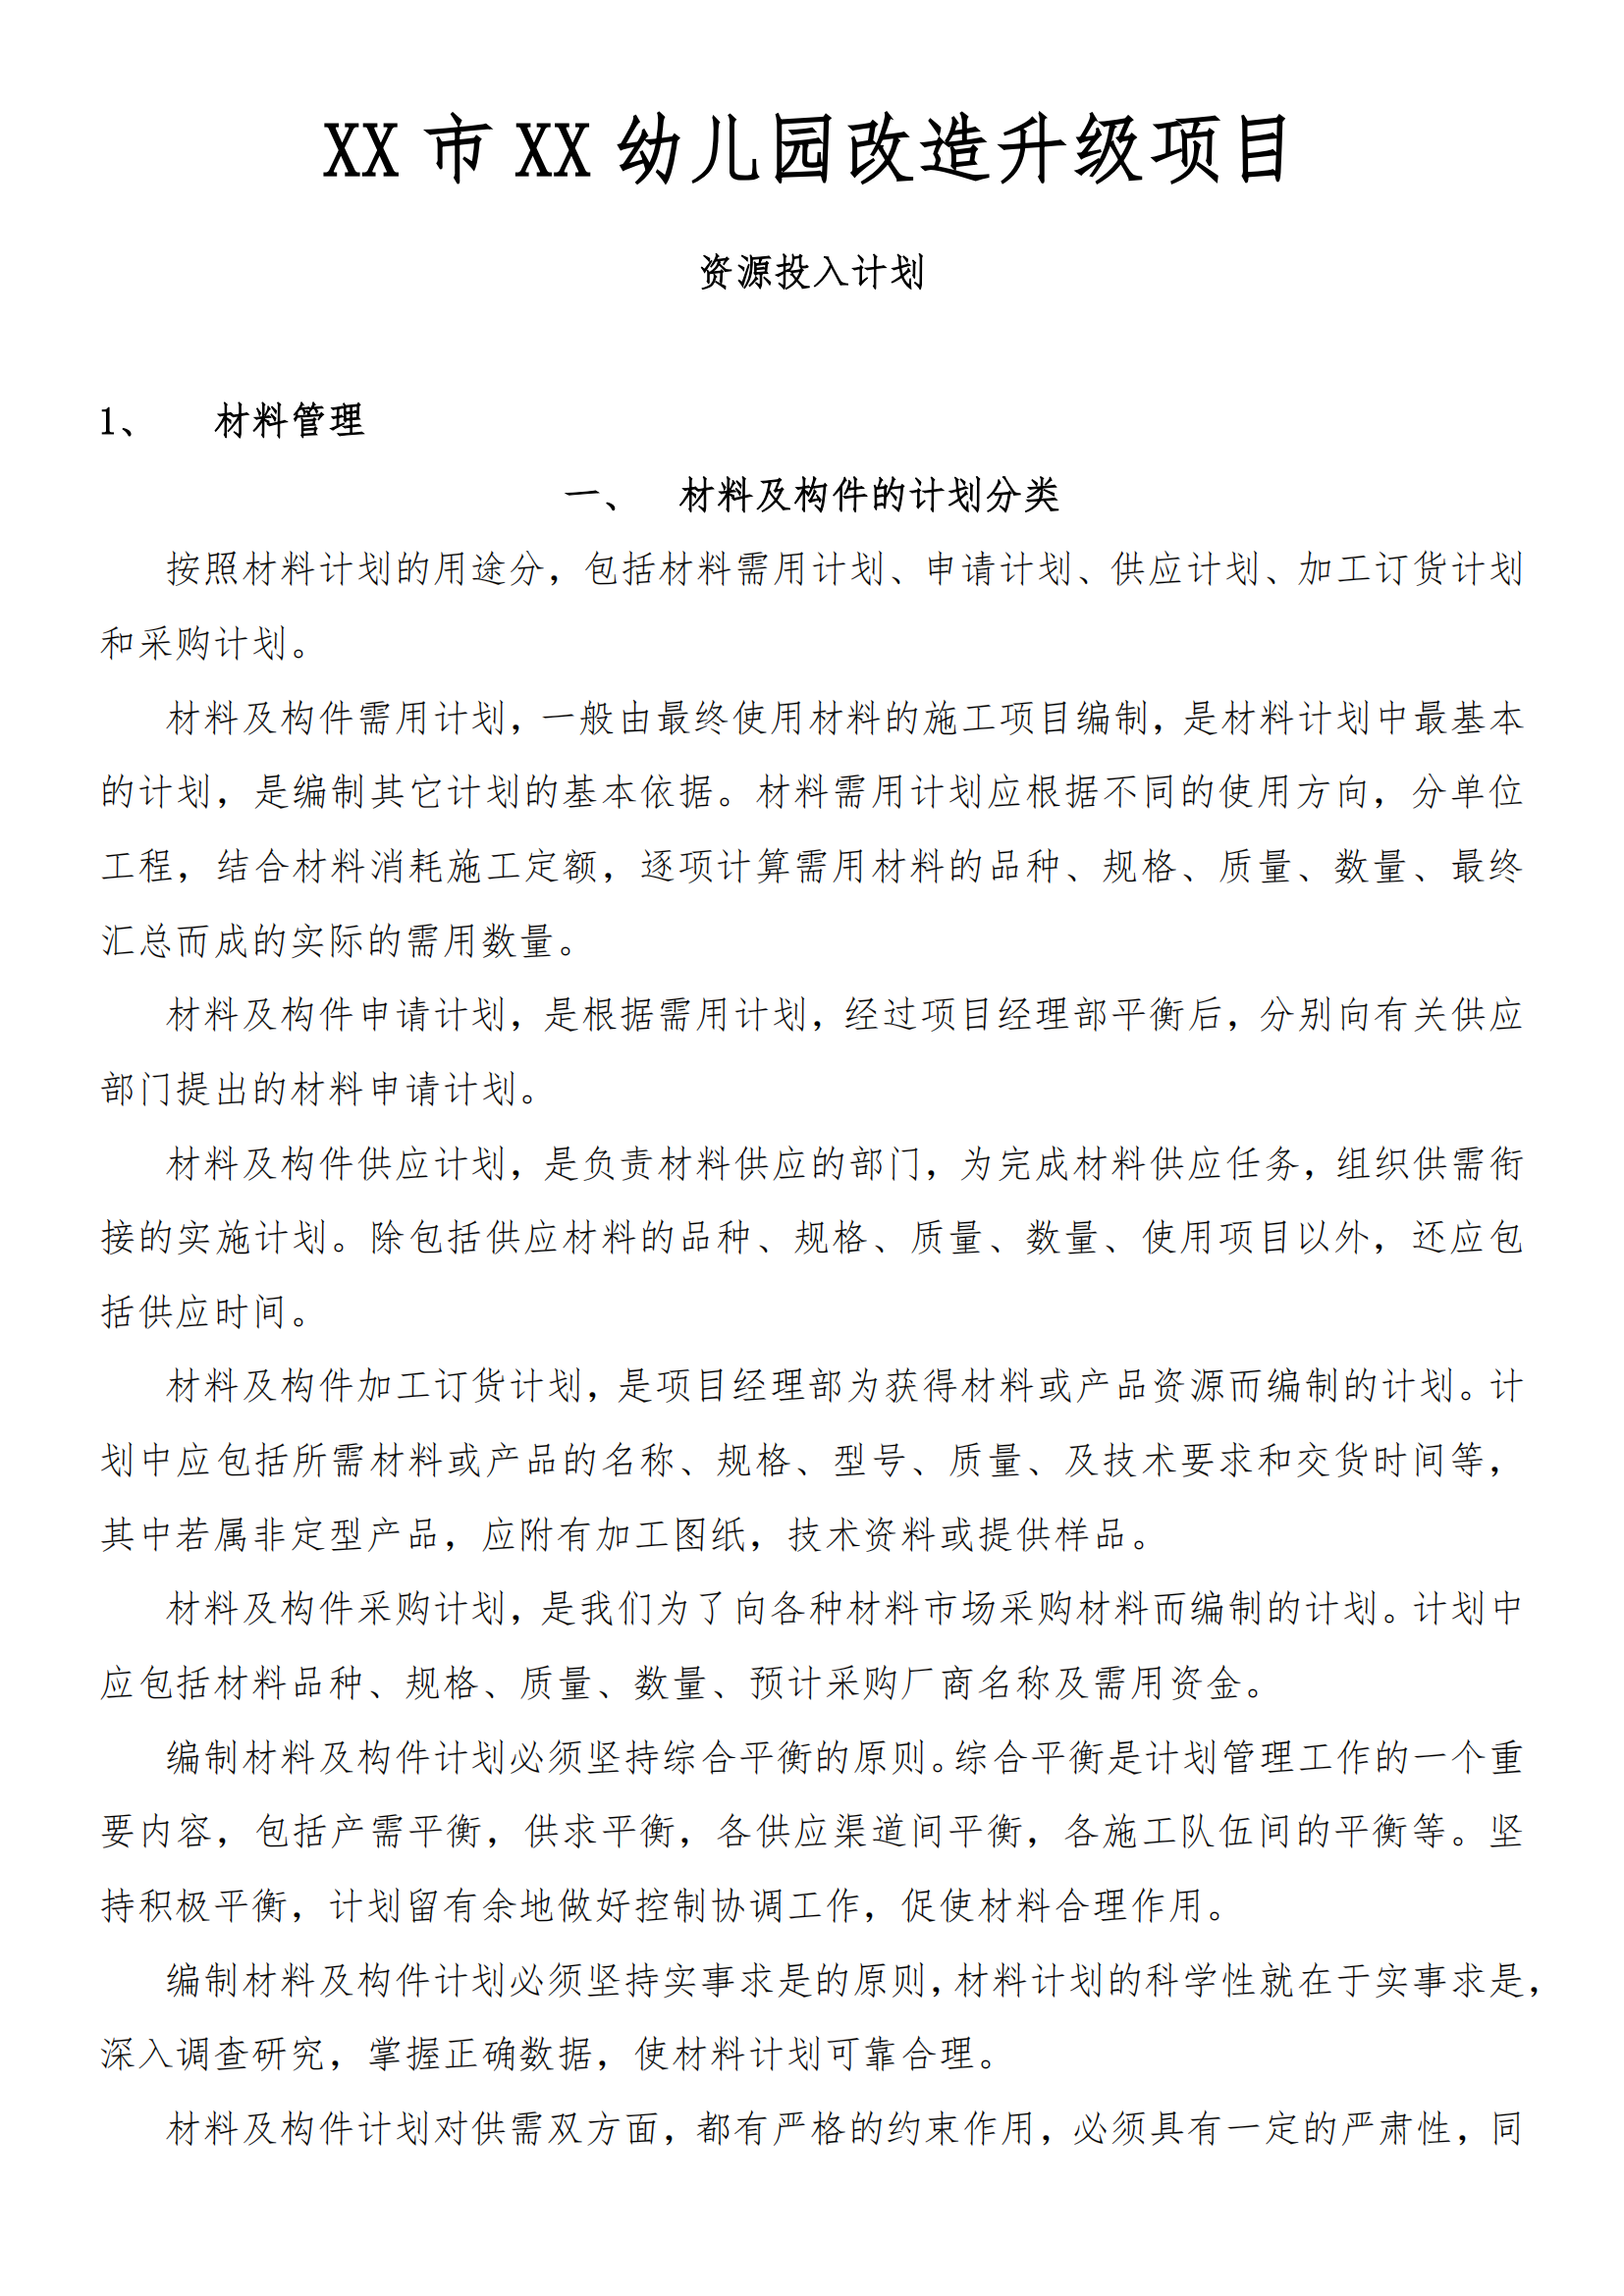 XX市XX幼儿园改造升级项目
资源投入计划
1、 材料管理
一、 材料及构件的计划分类
按照材料计划的用途分，包括材料需用计划、申请计划、供应计划、加工订货计划
和采购计划。
材料及构件需用计划，一般由最终使用材料的施工项目编制，是材料计划中最基本
的计划，是编制其它计划的基本依据。材料需用计划应根据不同的使用方向，分单位
工程，结合材料消耗施工定额，逐项计算需用材料的品种、规格、质量、数量、最终
汇总而成的实际的需用数量。
材料及构件申请计划，是根据需用计划，经过项目经理部平衡后，分别向有关供应
部门提出的材料申请计划。
材料及构件供应计划，是负责材料供应的部门，为完成材料供应任务，组织供需衔
接的实施计划。除包括供应材料的品种、规格、质量、数量、使用项目以外，还应包
括供应时间。
材料及构件加工订货计划，是项目经理部为获得材料或产品资源而编制的计划。计
划中应包括所需材料或产品的名称、规格、型号、质量、及技术要求和交货时间等，
其中若属非定型产品，应附有加工图纸，技术资料或提供样品。
材料及构件采购计划，是我们为了向各种材料市场采购材料而编制的计划。计划中
应包括材料品种、规格、质量、数量、预计采购厂商名称及需用资金。
编制材料及构件计划必须坚持综合平衡的原则。综合平衡是计划管理工作的一个重
要内容，包括产需平衡，供求平衡，各供应渠道间平衡，各施工队伍间的平衡等。坚
持积极平衡，计划留有余地做好控制协调工作，促使材料合理作用。
编制材料及构件计划必须坚持实事求是的原则，材料计划的科学性就在于实事求是，
深入调查研究，掌握正确数据，使材料计划可靠合理。
材料及构件计划对供需双方面，都有严格的约束作用，必须具有一定的严肃性，同